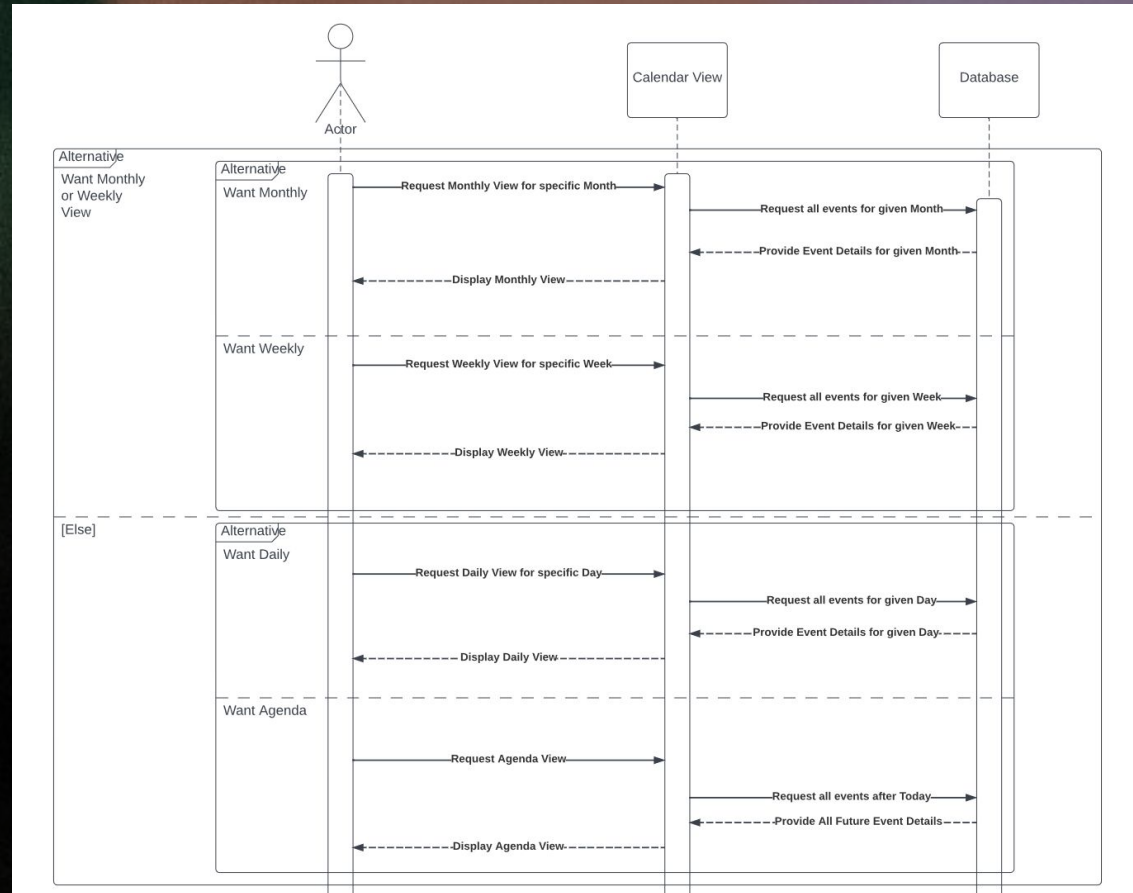 Actor
Calendar View
Database
Alternative
Want Monthly
or Weekly
View
Alternative
Want Monthly
Request Monthly View for specific Month
Request all events for given Month
Provide Event Details for given Month
Display Monthly View
Want Weekly
Request Weekly View for specific Week
Request all events for given Week
Provide Event Details for given Week
Display Weekly View
[Else]
Alternative
Want Daily
Request Daily View for specific Day
Request all events for given Day
Provide Event Details for given Day
Display Daily View
Want Agenda
Request Agenda View
Request all events after Today
Provide All Future Event Details
Display Agenda View